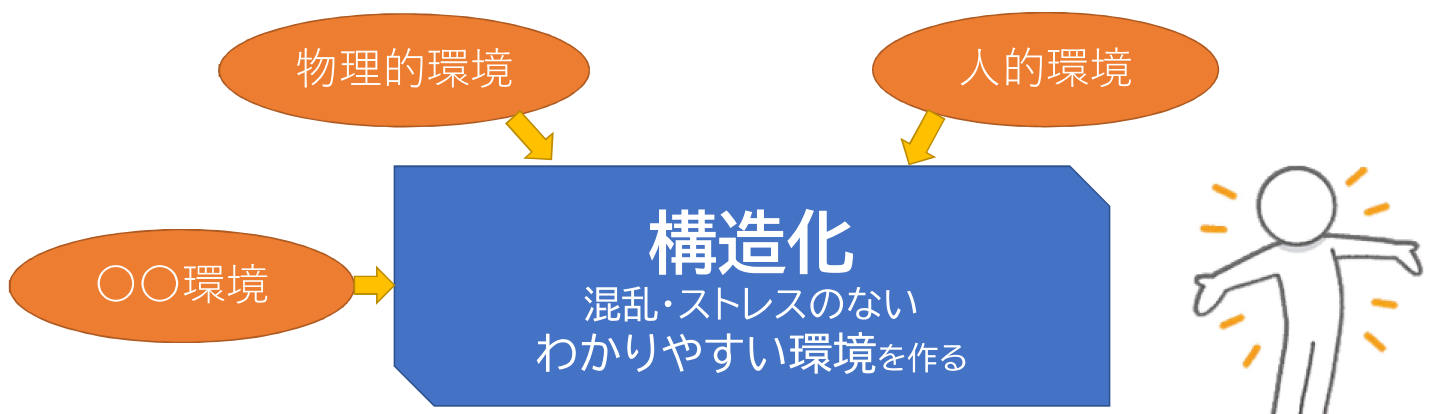 物理的環境
人的環境
〇〇環境
構造化
混乱・ストレスのない
わかりやすい環境を作る